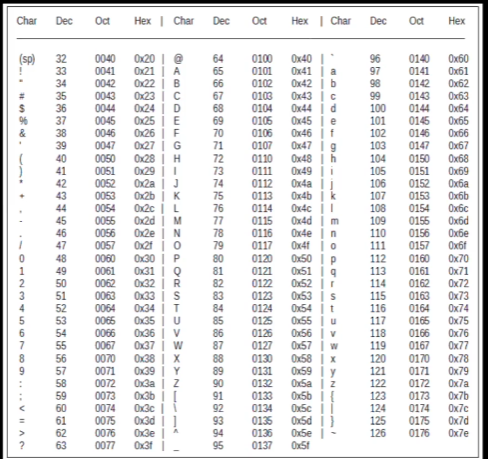 Char Dec Oct Hex | Char Dec Oct Hex | Char Dec Oct Hex
(sp) 32 0040 0x20 | @ 64 0100 0x40 | ` 96 0140 0x60
! 33 0041 0x21 | A 65 0101 0x41 | a 97 0141 0x61
" 34 0042 0x22 | B 66 0102 0x42 | b 98 0142 0x62
# 35 0043 0x23 | C 67 0103 0x43 | c 99 0143 0x63
$ 36 0044 0x24 | D 68 0104 0x44 | d 100 0144 0x64
% 37 0045 0x25 | E 69 0105 0x45 | e 101 0145 0x65
& 38 0046 0x26 | F 70 0106 0x46 | f 102 0146 0x66
' 39 0047 0x27 | G 71 0107 0x47 | g 103 0147 0x67
( 40 0050 0x28 | H 72 0110 0x48 | h 104 0150 0x68
) 41 0051 0x29 | I 73 0111 0x49 | i 105 0151 0x69
* 42 0052 0x2a | J 74 0112 0x4a | j 106 0152 0x6a
+ 43 0053 0x2b | K 75 0113 0x4b | k 107 0153 0x6b
, 44 0054 0x2c | L 76 0114 0x4c | l 108 0154 0x6c
- 45 0055 0x2d | M 77 0115 0x4d | m 109 0155 0x6d
. 46 0056 0x2e | N 78 0116 0x4e | n 110 0156 0x6e
/ 47 0057 0x2f | O 79 0117 0x4f | o 111 0157 0x6f
0 48 0060 0x30 | P 80 0120 0x50 | p 112 0160 0x70
1 49 0061 0x31 | Q 81 0121 0x51 | q 113 0161 0x71
2 50 0062 0x32 | R 82 0122 0x52 | r 114 0162 0x72
3 51 0063 0x33 | S 83 0123 0x53 | s 115 0163 0x73
4 52 0064 0x34 | T 84 0124 0x54 | t 116 0164 0x74
5 53 0065 0x35 | U 85 0125 0x55 | u 117 0165 0x75
6 54 0066 0x36 | V 86 0126 0x56 | v 118 0166 0x76
7 55 0067 0x37 | W 87 0127 0x57 | w 119 0167 0x77
8 56 0070 0x38 | X 88 0130 0x58 | x 120 0170 0x78
9 57 0071 0x39 | Y 89 0131 0x59 | y 121 0171 0x79
: 58 0072 0x3a | Z 90 0132 0x5a | z 122 0172 0x7a
; 59 0073 0x3b | [ 91 0133 0x5b | { 123 0173 0x7b
< 60 0074 0x3c | \ 92 0134 0x5c | | 124 0174 0x7c
= 61 0075 0x3d | ] 93 0135 0x5d | } 125 0175 0x7d
> 62 0076 0x3e | ^ 94 0136 0x5e | ~ 126 0176 0x7e
? 63 0077 0x3f | _ 95 0137 0x5f